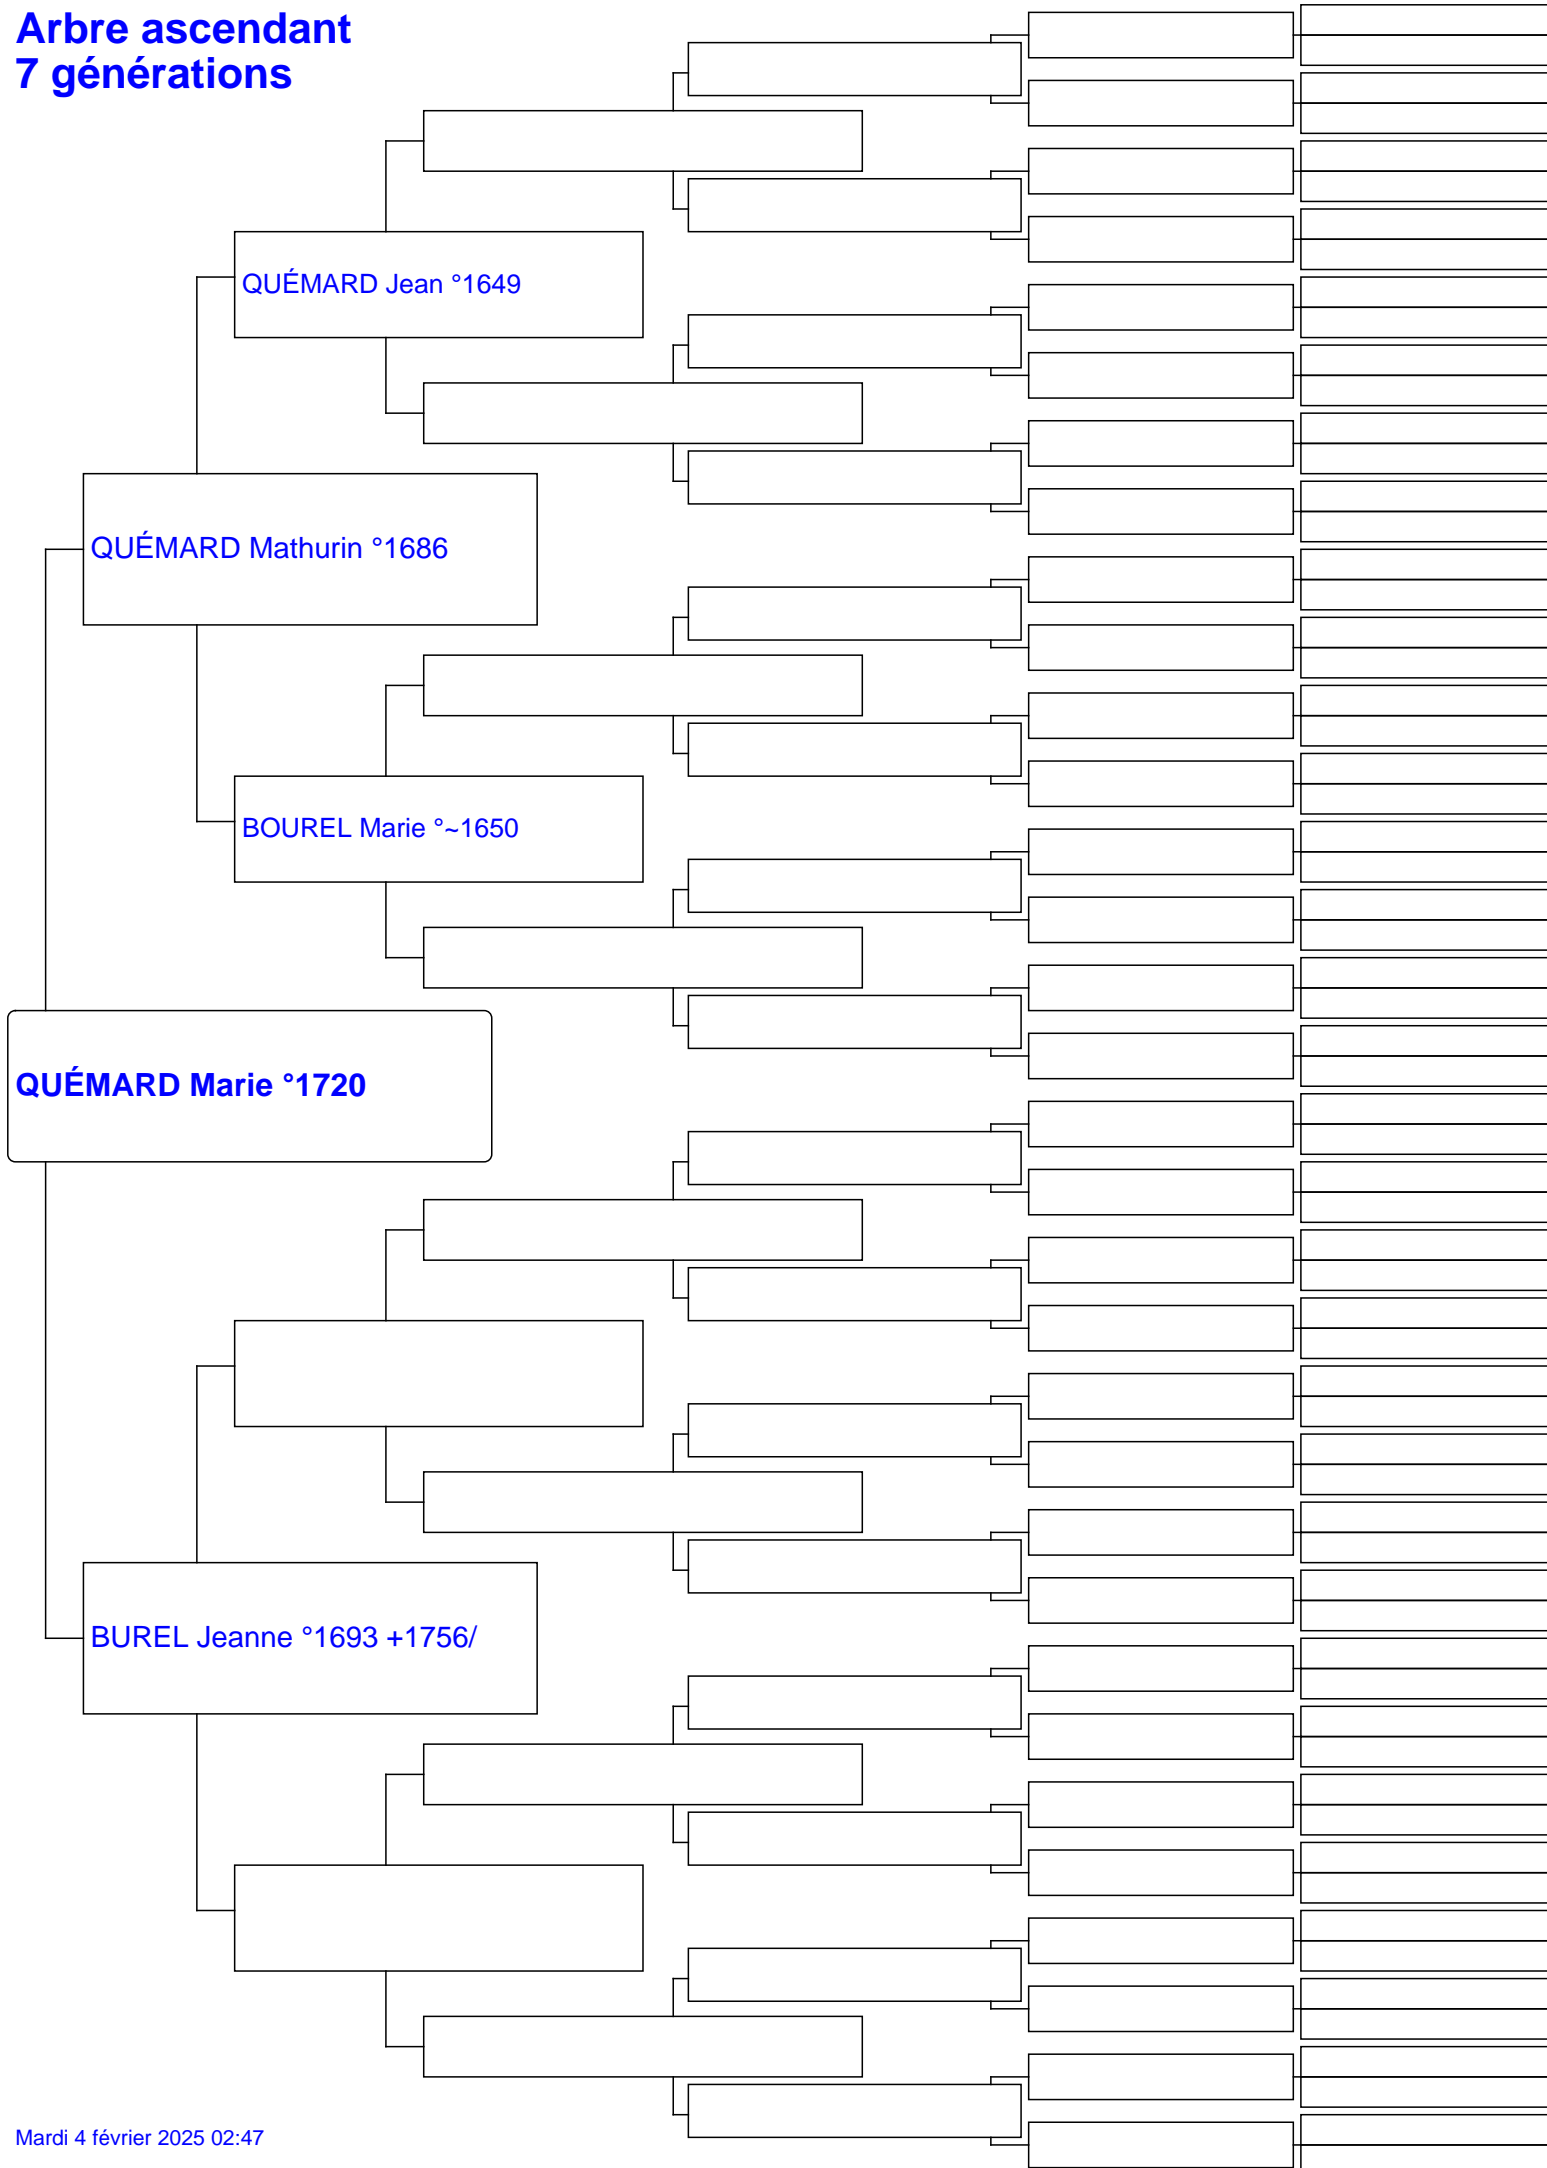 Arbre ascendant
7 générations
QUÉMARD Jean °1649
QUÉMARD Mathurin °1686
BOUREL Marie °~1650
QUÉMARD Marie °1720
BUREL Jeanne °1693 +1756/
Mardi 4 février 2025 02:47